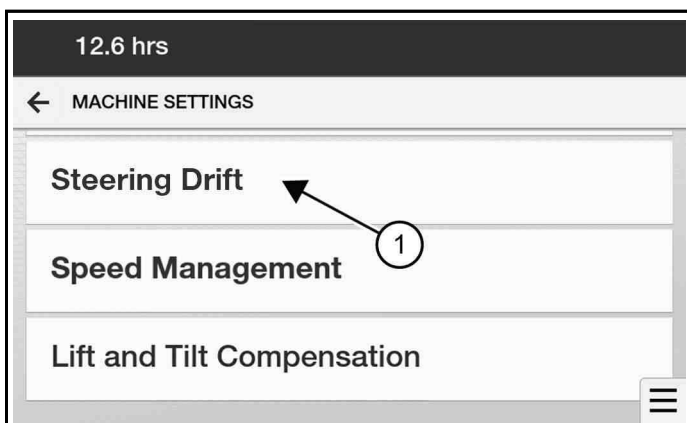 12.6 hrs
MACHINE SETTINGS
Steering Drift
1
Speed Management
Lift and Tilt Compensation